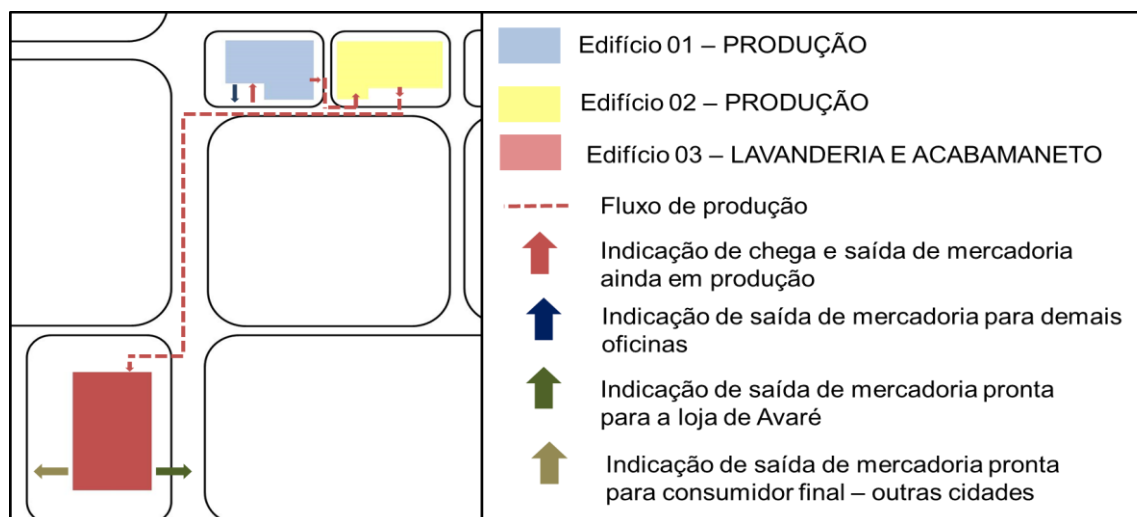 Edifício 01 – PRODUÇÃO
Edifício 02 – PRODUÇÃO
Edifício 03 – LAVANDERIA E ACABAMANETO
Fluxo de produção
Indicação de chega e saída de mercadoria
ainda em produção
Indicação de saída de mercadoria para demais
oficinas
Indicação de saída de mercadoria pronta
para a loja de Avaré
Indicação de saída de mercadoria pronta
para consumidor final – outras cidades